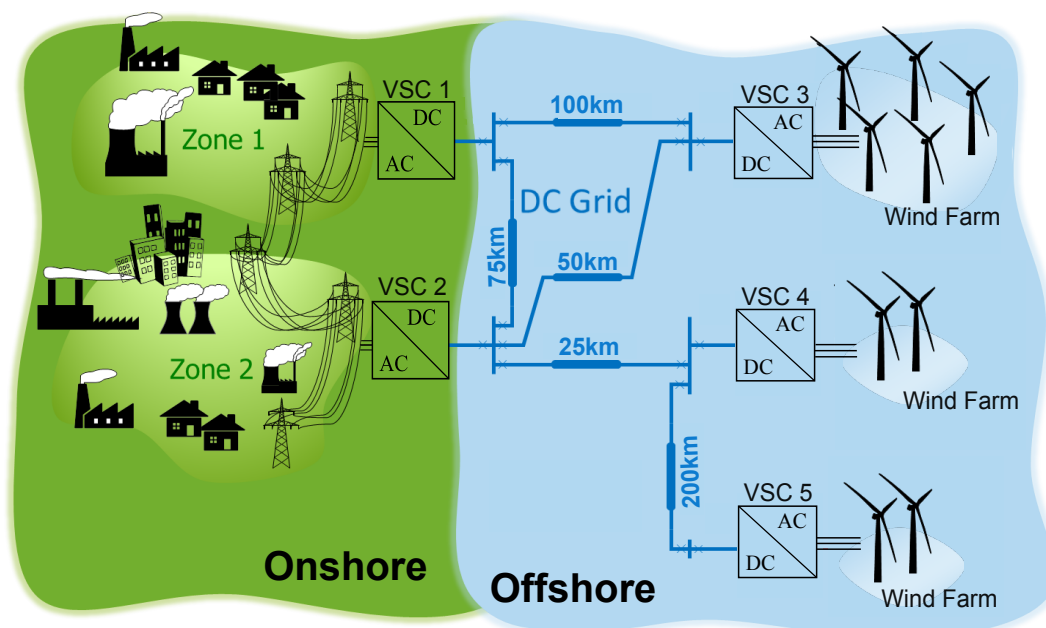 VSC 1
DC
AC
Zone 1
100km
VSC 3
AC
DC
Wind Farm
DC Grid
75km
50km
VSC 2
DC
AC
Zone 2
25km
VSC 4
AC
DC
Wind Farm
200km
VSC 5
AC
DC
Wind Farm
Onshore
Offshore